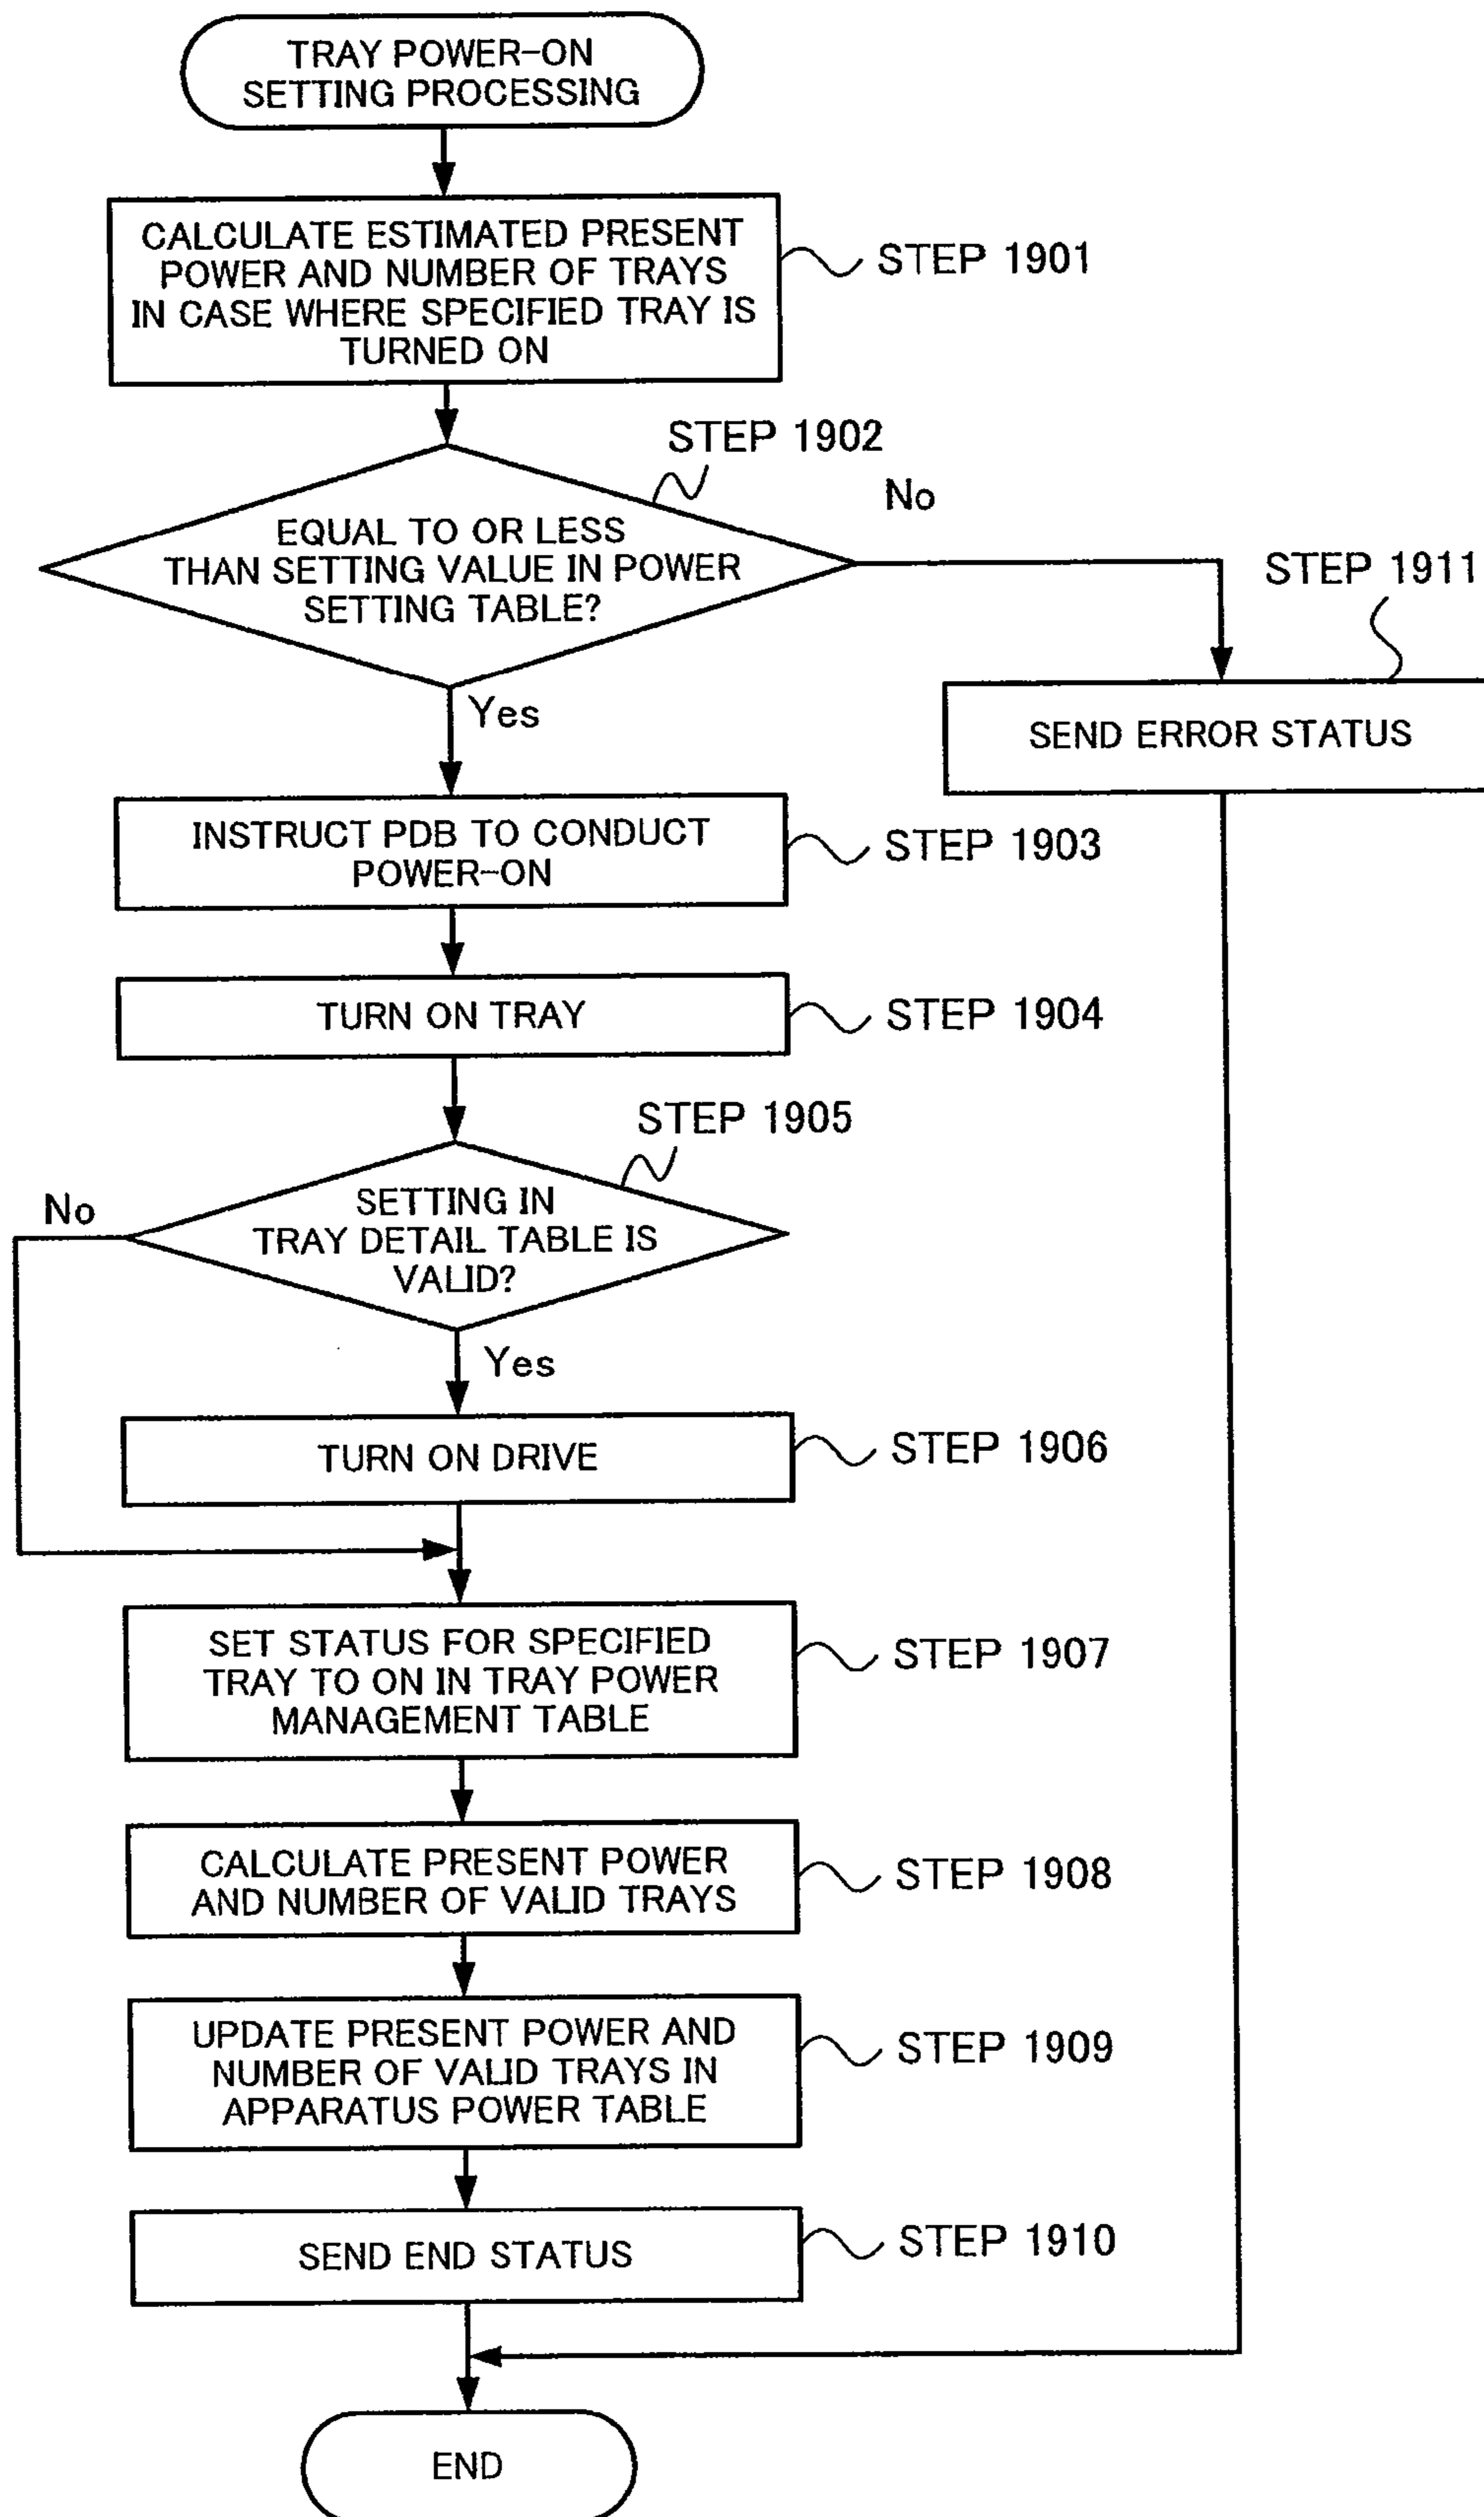 TRAY POWER-ON
SETTING PROCESSING
CALCULATE ESTIMATED PRESENT
POWER AND NUMBER OF TRAYS
IN CASE WHERE SPECIFIED TRAY IS
TURNED ON
STEP 1901
STEP 1902
No
EQUAL TO OR LESS
THAN SETTING VALUE IN POWER
SETTING TABLE?
STEP 1911
Yes
SEND ERROR STATUS
INSTRUCT PDB TO CONDUCT
POWER-ON
STEP 1903
TURN ON TRAY
STEP 1904
STEP 1905
No
SETTING IN
TRAY DETAIL TABLE IS
VALID?
Yes
TURN ON DRIVE
STEP 1906
SET STATUS FOR SPECIFIED
TRAY TO ON IN TRAY POWER
MANAGEMENT TABLE
STEP 1907
CALCULATE PRESENT POWER
AND NUMBER OF VALID TRAYS
STEP 1908
UPDATE PRESENT POWER AND
NUMBER OF VALID TRAYS IN
APPARATUS POWER TABLE
STEP 1909
SEND END STATUS
STEP 1910
END